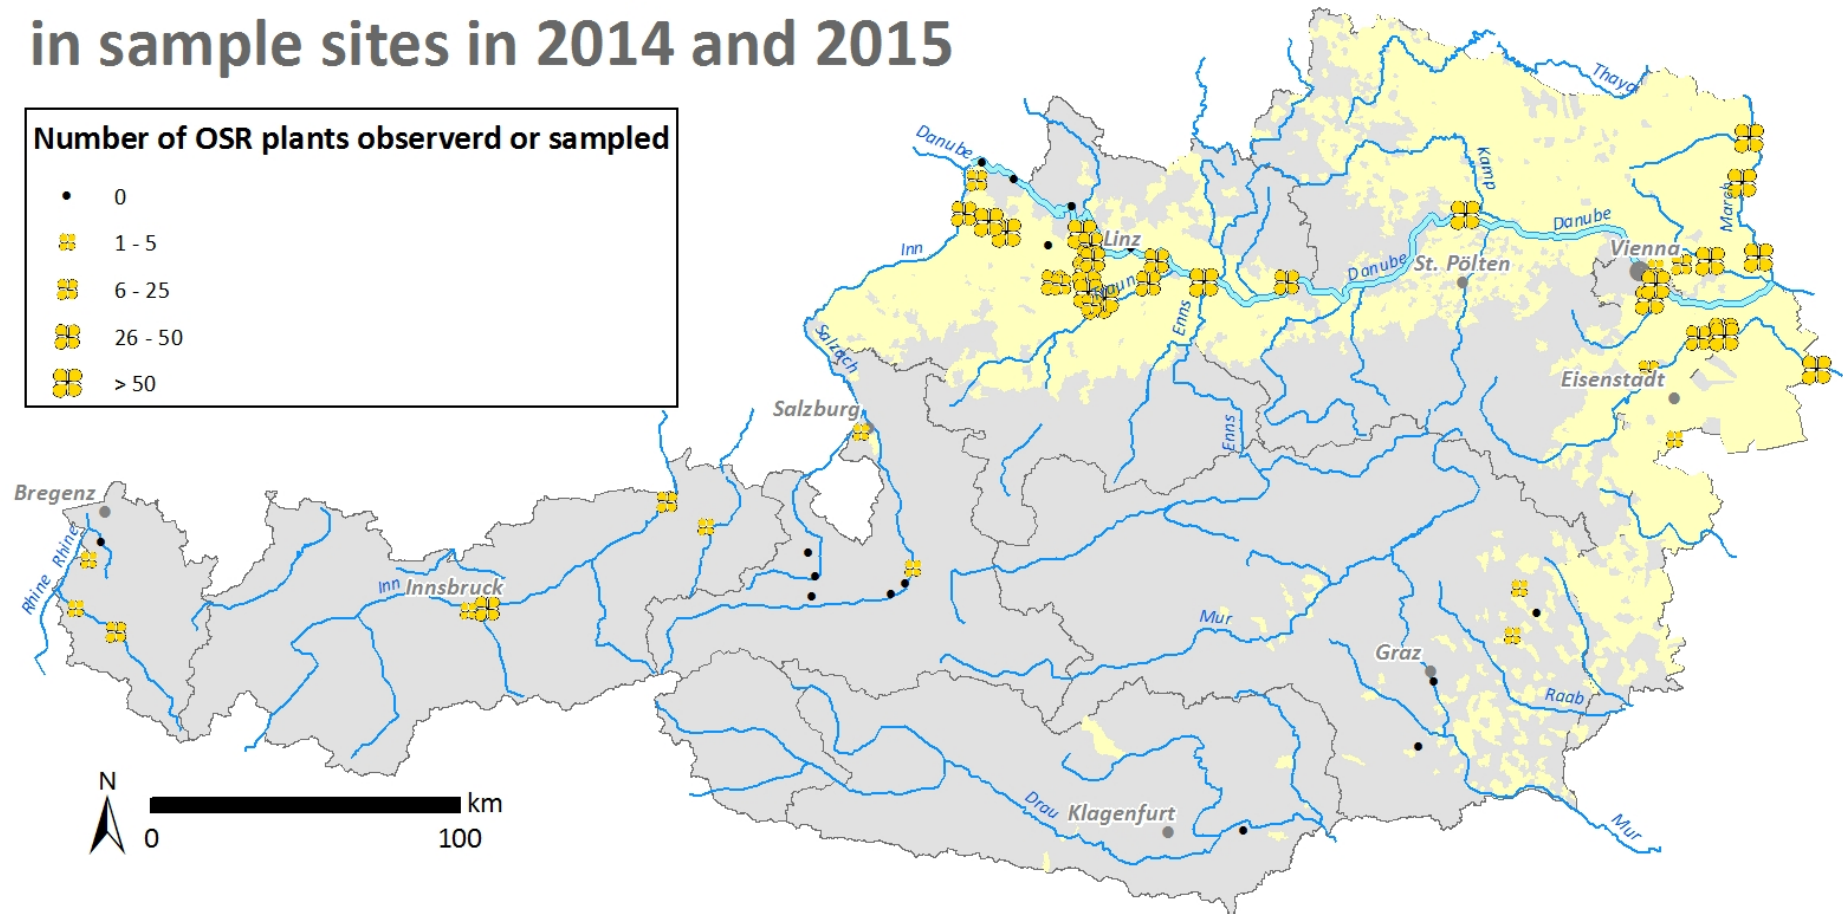 in sample sites in 2014 and 2015
Number of OSR plants observerd or sampled
0
1 - 5
6 - 25
26 - 50
> 50
Thaya
Danube
Kamp
March
Danube
Inn
Linz
Vienna
Danube
St. Pölten
Traun
Enns
Salzach
Eisenstadt
Salzburg
Enns
Bregenz
Rhine
Rhine
Inn
Innsbruck
Mur
Graz
Raab
N
km
0
100
Drau
Klagenfurt
Mur